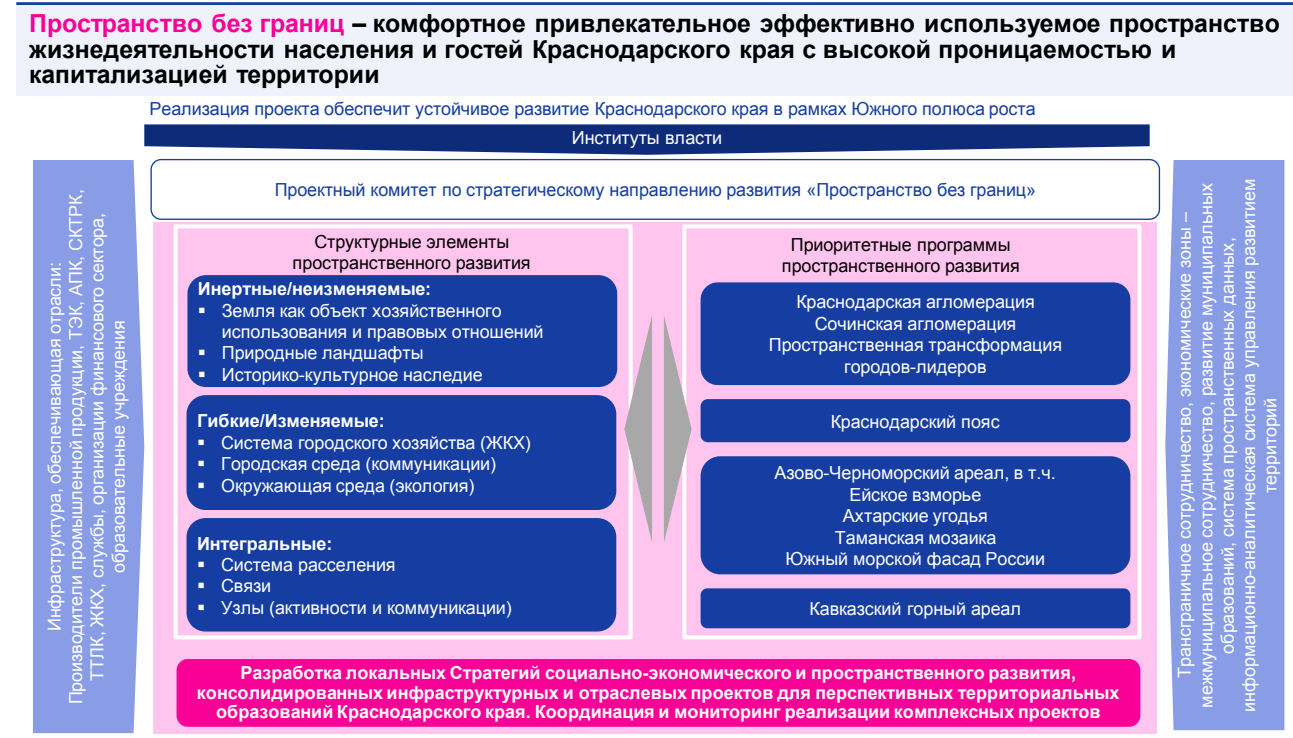 Пространство без границ – комфортное привлекательное эффективно используемое пространство
жизнедеятельности населения и гостей Краснодарского края с высокой проницаемостью и
капитализацией территории
Реализация проекта обеспечит устойчивое развитие Краснодарского края в рамках Южного полюса роста
Институты власти
Проектный комитет по стратегическому направлению развития «Пространство без границ»
Инфраструктура, обеспечивающая отрасли:
Производители промышленной продукции, ТЭК, АПК, СКТРК,
ТТЛК, ЖКХ, службы, организации финансового сектора,
образовательные учреждения
Структурные элементы
пространственного развития
Инертные/неизменяемые:
▪ Земля как объект хозяйственного
использования и правовых отношений
▪ Природные ландшафты
▪ Историко-культурное наследие
Гибкие/Изменяемые:
▪ Система городского хозяйства (ЖКХ)
▪ Городская среда (коммуникации)
▪ Окружающая среда (экология)
Интегральные:
▪ Система расселения
▪ Связи
▪ Узлы (активности и коммуникации)
Приоритетные программы
пространственного развития
Краснодарская агломерация
Сочинская агломерация
Пространственная трансформация
городов-лидеров
Краснодарский пояс
Азово-Черноморский ареал, в т.ч.
Ейское взморье
Ахтарские угодья
Таманская мозаика
Южный морской фасад России
Кавказский горный ареал
Трансграничное сотрудничество, экономические зоны –
межмуниципальное сотрудничество, развитие муниципальных
образований, система пространственных данных,
информационно-аналитическая система управления развитием
территорий
Разработка локальных Стратегий социально-экономического и пространственного развития,
консолидированных инфраструктурных и отраслевых проектов для перспективных территориальных
образований Краснодарского края. Координация и мониторинг реализации комплексных проектов